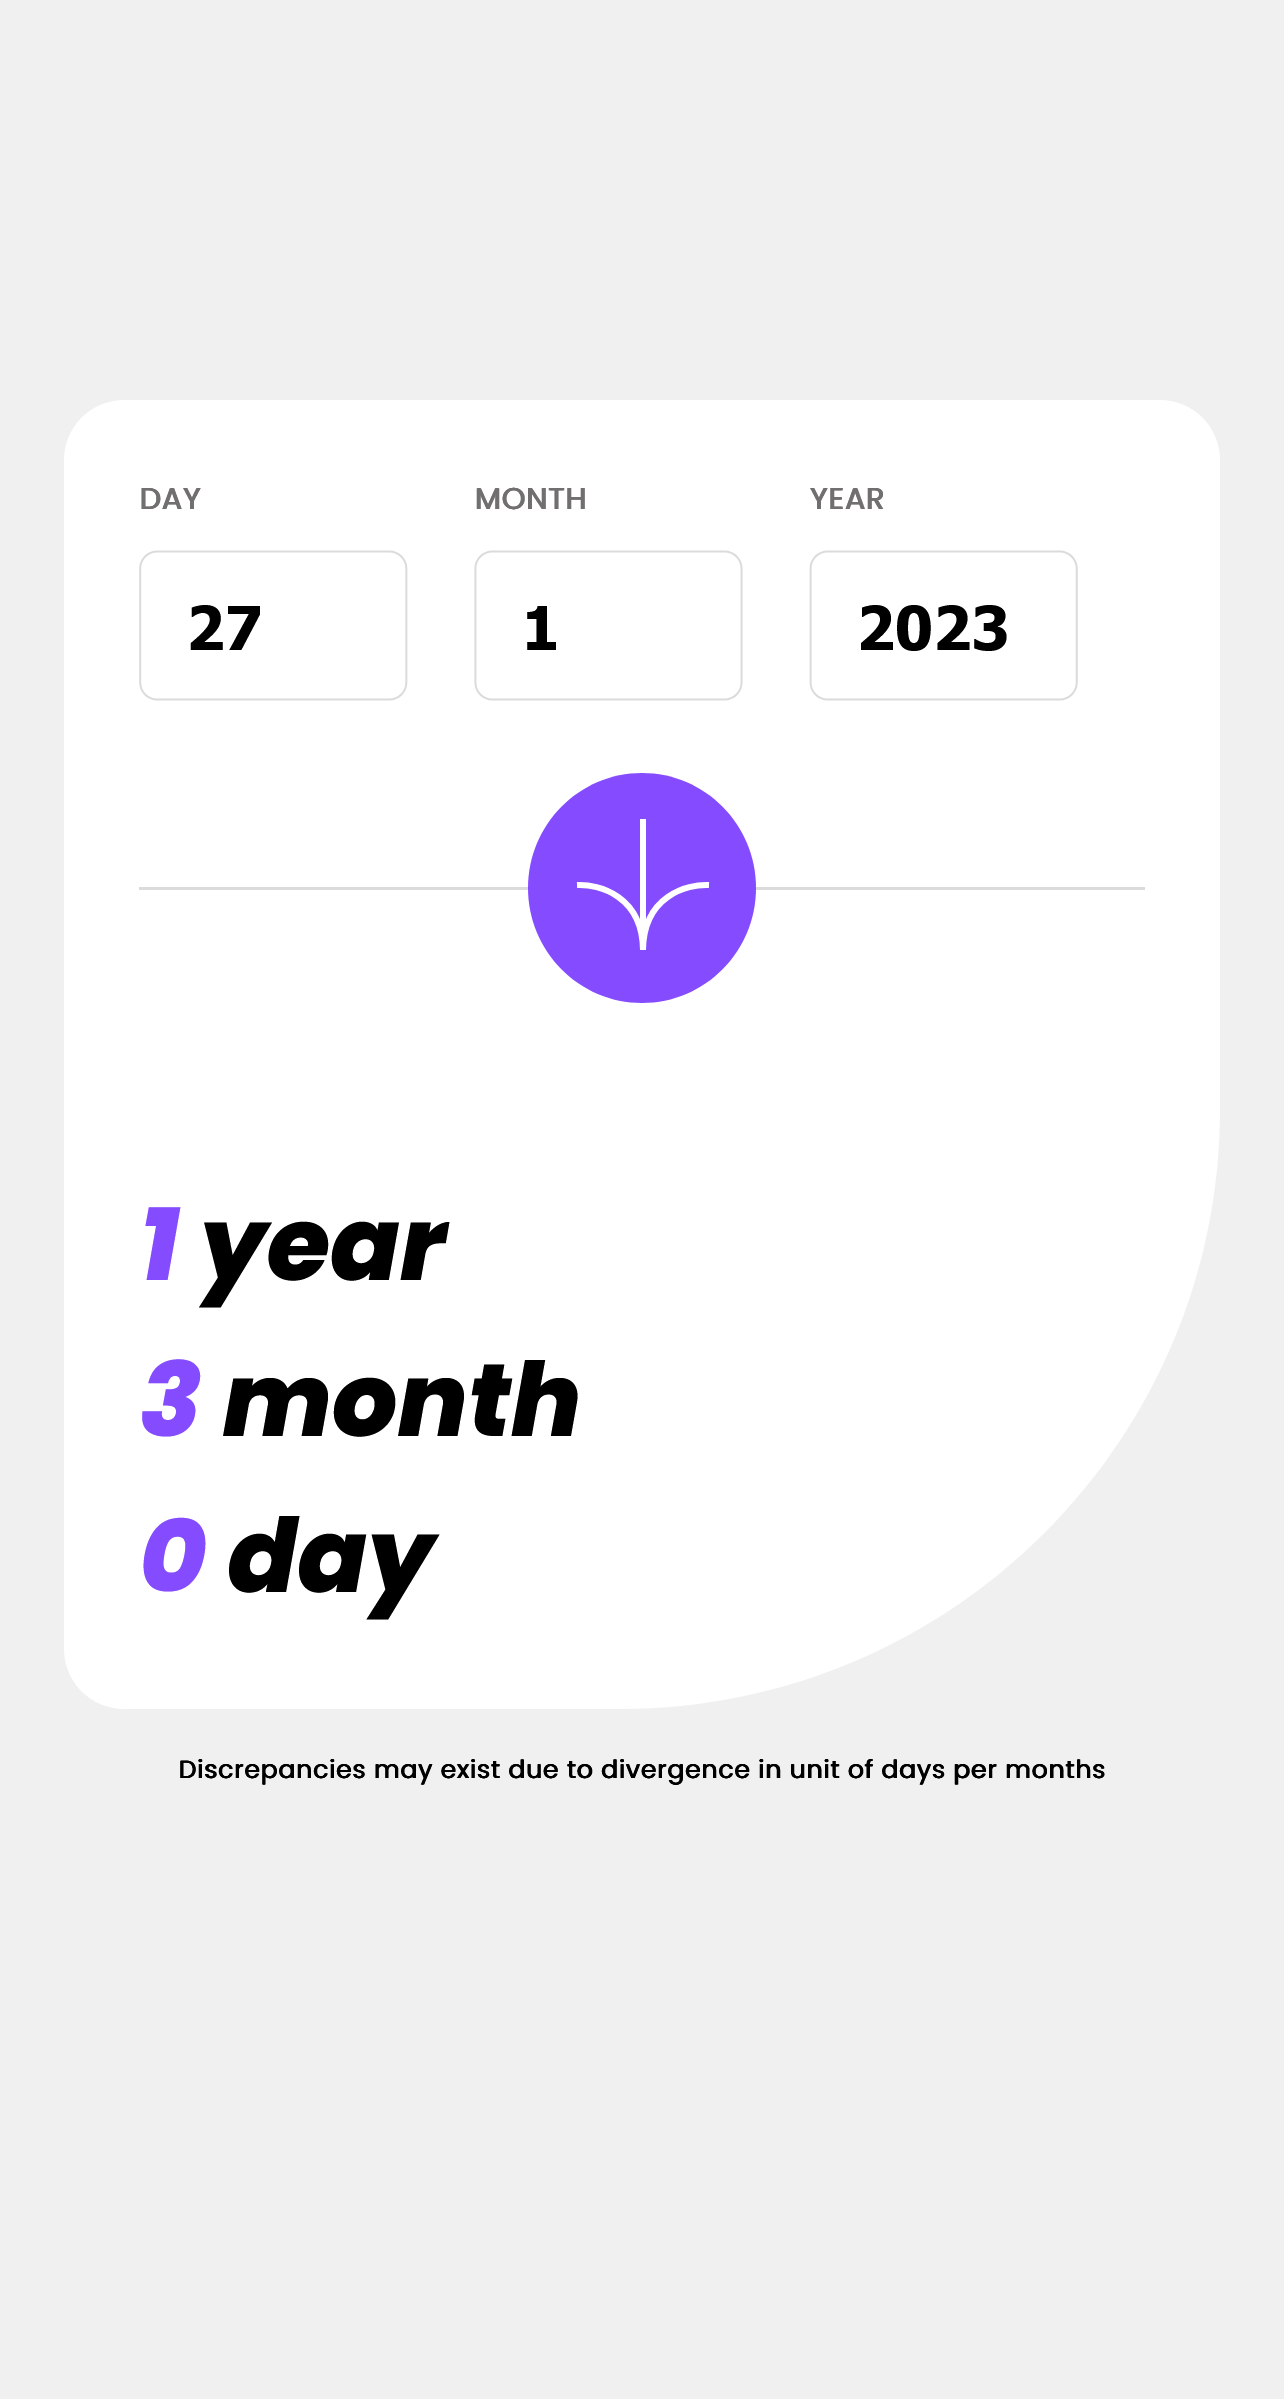 DAY MONTH YEAR
27 1 2023
1 year
3 month
0 day
Discrepancies may exist due to divergence in unit of days per months